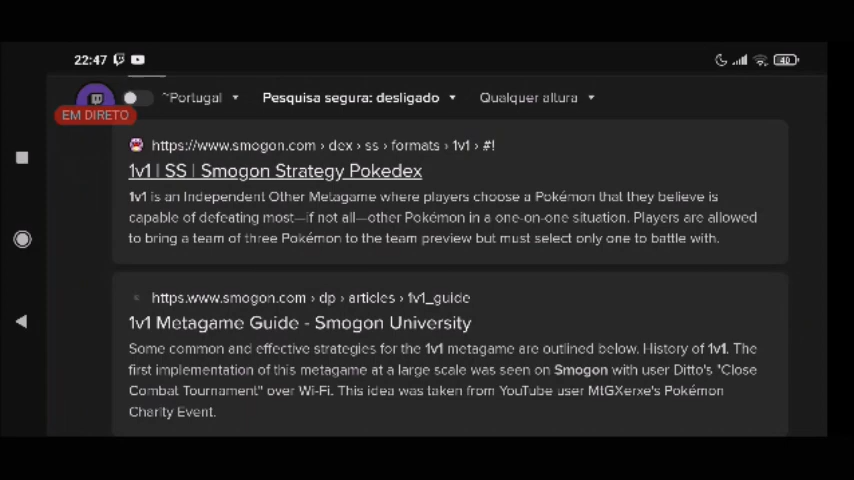 22:47
40
~Portugal Pesquisa segura: desligado Qualquer altura
EM DIRETO
https://www.smogon.com › dex › ss › formats › 1v1 › #!
1v1 | SS | Smogon Strategy Pokedex
1v1 is an Independent Other Metagame where players choose a Pokémon that they believe is
capable of defeating most—if not all—other Pokémon in a one-on-one situation. Players are allowed
to bring a team of three Pokémon to the team preview but must select only one to battle with.
https.www.smogon.com › dp › articles › 1v1_guide
1v1 Metagame Guide - Smogon University
Some common and effective strategies for the 1v1 metagame are outlined below. History of 1v1. The
first implementation of this metagame at a large scale was seen on Smogon with user Ditto's "Close
Combat Tournament" over Wi-Fi. This idea was taken from YouTube user MtGXerxe's Pokémon
Charity Event.